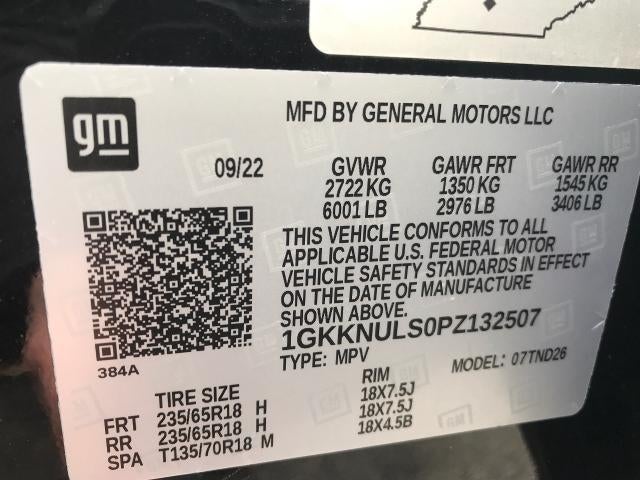 gm
MFD BY GENERAL MOTORS LLC
09/22 GVWR GAWR FRT GAWR RR
2722 KG 1350 KG 1545 KG
6001 LB 2976 LB 3406 LB
THIS VEHICLE CONFORMS TO ALL
APPLICABLE U.S. FEDERAL MOTOR
VEHICLE SAFETY STANDARDS IN EFFECT
ON THE DATE OF MANUFACTURE
SHOWN ABOVE.
1GKKNULS0PZ132507
TYPE: MPV MODEL: 07TND26
384A
TIRE SIZE RIM
FRT 235/65R18 H 18X7.5J
RR 235/65R18 H 18X7.5J
SPA T135/70R18 M 18X4.5B